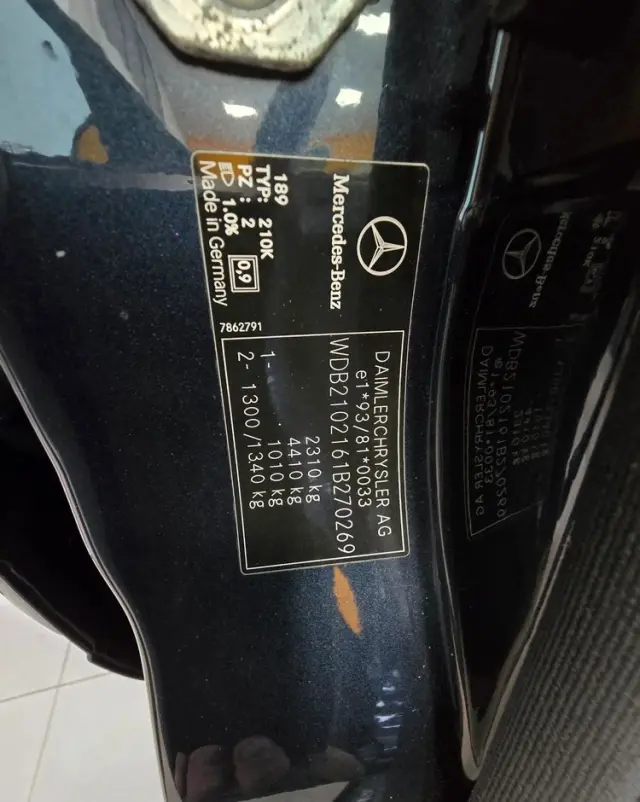 Mercedes-Benz
189
TYP: 210K
PZ : 2
1.0% 0,9
Made in Germany
7862791
DAIMLERCHRYSLER AG
e1*93/81*0033
WDB2102161B270269
2310 kg
4410 kg
1- 1010 kg
2- 1300 /1340 kg